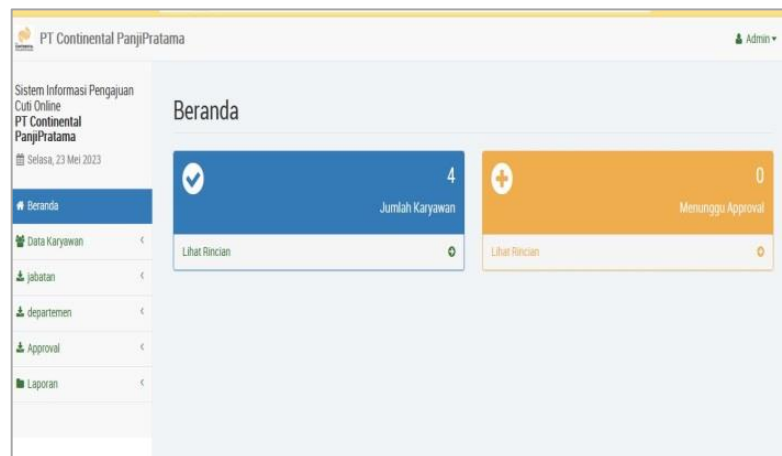 PT Continental PanjiPratama
Admin
Sistem Informasi Pengajuan
Cuti Online
PT Continental
PanjiPratama
Selasa, 23 Mei 2023
Beranda
Data Karyawan
jabatan
departemen
Approval
Laporan
Beranda
4
Jumlah Karyawan
Lihat Rincian
0
Menunggu Approval
Lihat Rincian